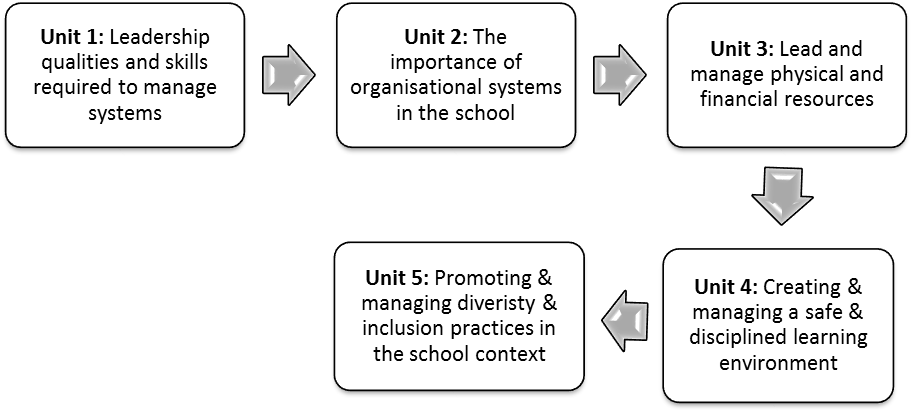 Unit 1: Leadership
qualities and skills
required to manage
systems
Unit 2: The
importance of
organisational systems
in the school
Unit 3: Lead and
manage physical and
financial resources
Unit 4: Creating &
managing a safe &
disciplined learning
environment
Unit 5: Promoting &
managing diveristy &
inclusion practices in
the school context